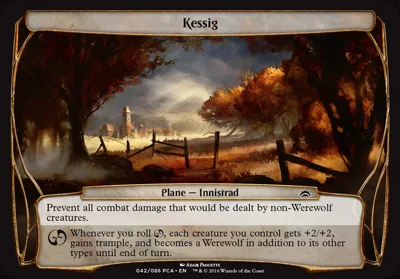 Kessig
Plane — Innistrad
Prevent all combat damage that would be dealt by non-Werewolf
creatures.
Whenever you roll , each creature you control gets +2/+2,
gains trample, and becomes a Werewolf in addition to its other
types until end of turn.
042/086 PCA • EN Adam Paquette ™ & © 2016 Wizards of the Coast